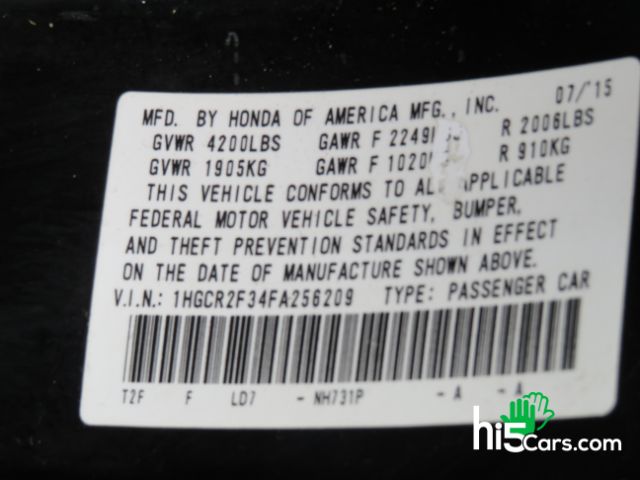 MFD. BY HONDA OF AMERICA MFG., INC. 07/'15
GVWR 4200LBS GAWR F 2249 R 2006LBS
GVWR 1905KG GAWR F 1020 R 910KG
THIS VEHICLE CONFORMS TO APPLICABLE
FEDERAL MOTOR VEHICLE SAFETY, BUMPER,
AND THEFT PREVENTION STANDARDS IN EFFECT
ON THE DATE OF MANUFACTURE SHOWN ABOVE.
V.I.N.: 1HGCR2F34FA256209 TYPE: PASSENGER CAR
T2F F LD7 - NH731P - A - A
hi5Cars.com